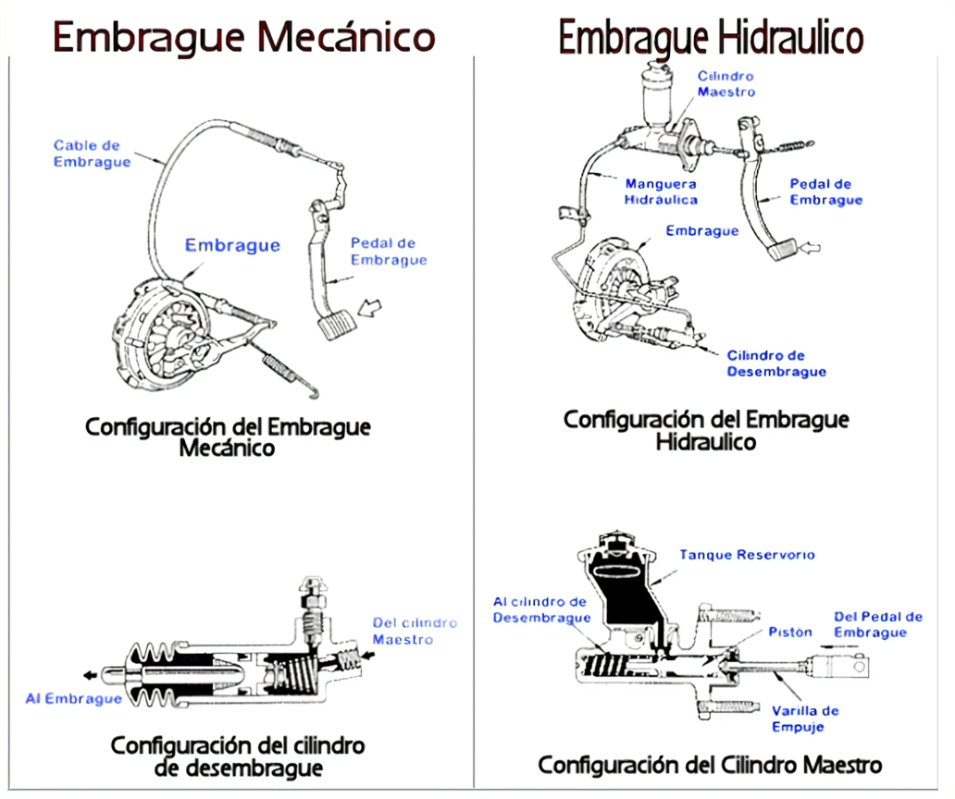 Embrague Mecánico
Cable de
Embrague
Embrague
Pedal de
Embrague
Configuración del Embrague
Mecánico
Embrague Hidraulico
Cilindro
Maestro
Manguera
Hidráulica
Pedal de
Embrague
Embrague
Cilindro de
Desembrague
Configuración del Embrague
Hidraulico
Del cilindro
Maestro
Al Embrague
Configuración del cilindro
de desembrague
Tanque Reservorio
Al cilindro de
Desembrague
Pistón
Del Pedal de
Embrague
Varilla de
Empuje
Configuración del Cilindro Maestro